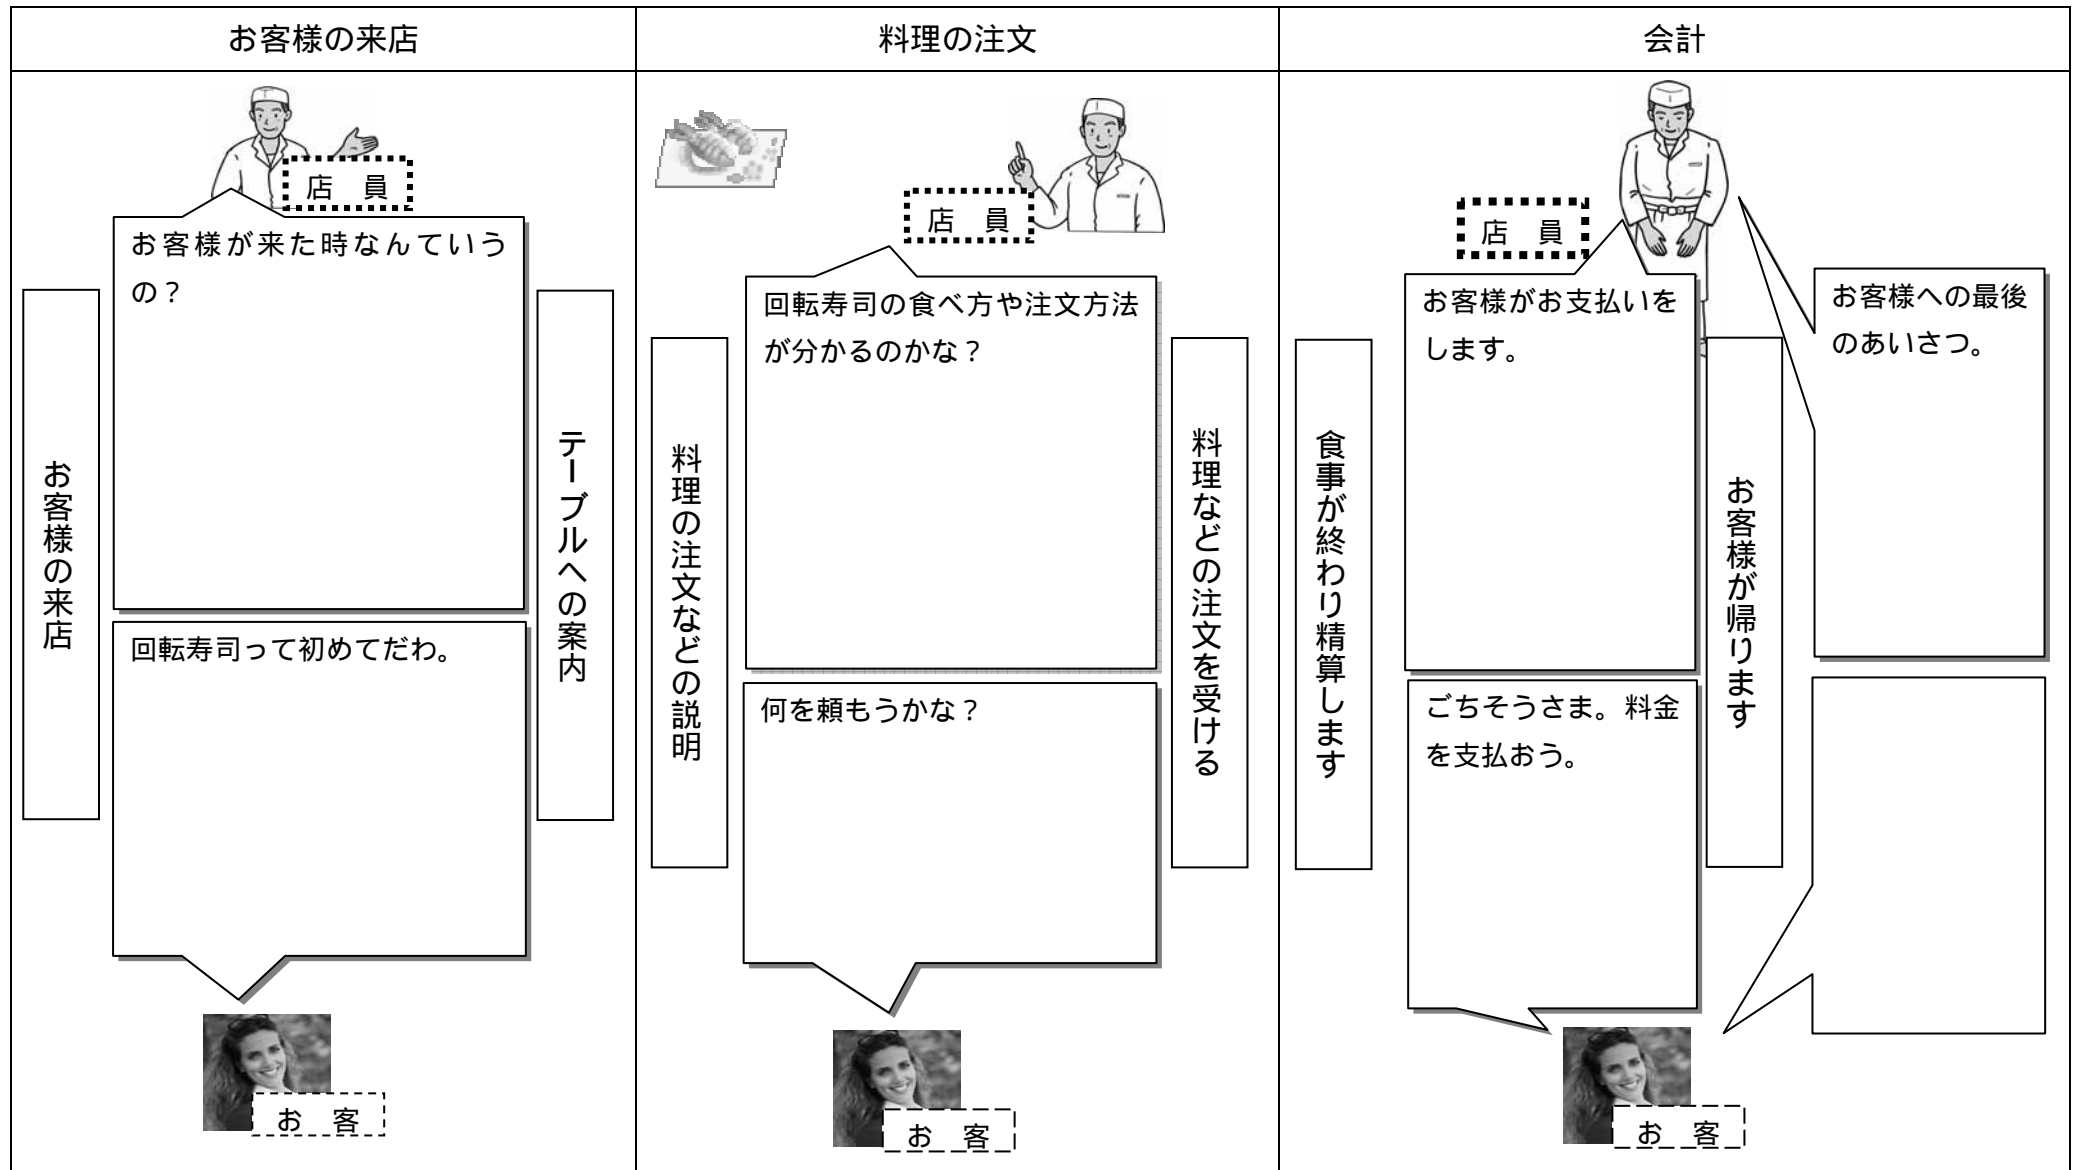 お客様の来店
料理の注文
会計
店 員
お客様が来た時なんていう
の？
お客様の来店
テーブルへの案内
回転寿司って初めてだわ。
お 客
店 員
回転寿司の食べ方や注文方法
が分かるのかな？
料理の注文などの説明
料理などの注文を受ける
何を頼もうかな？
お 客
店 員
お客様がお支払いを
します。
お客様への最後
のあいさつ。
食事が終わり精算します
お客様が帰ります
ごちそうさま。料金
を支払おう。
お 客